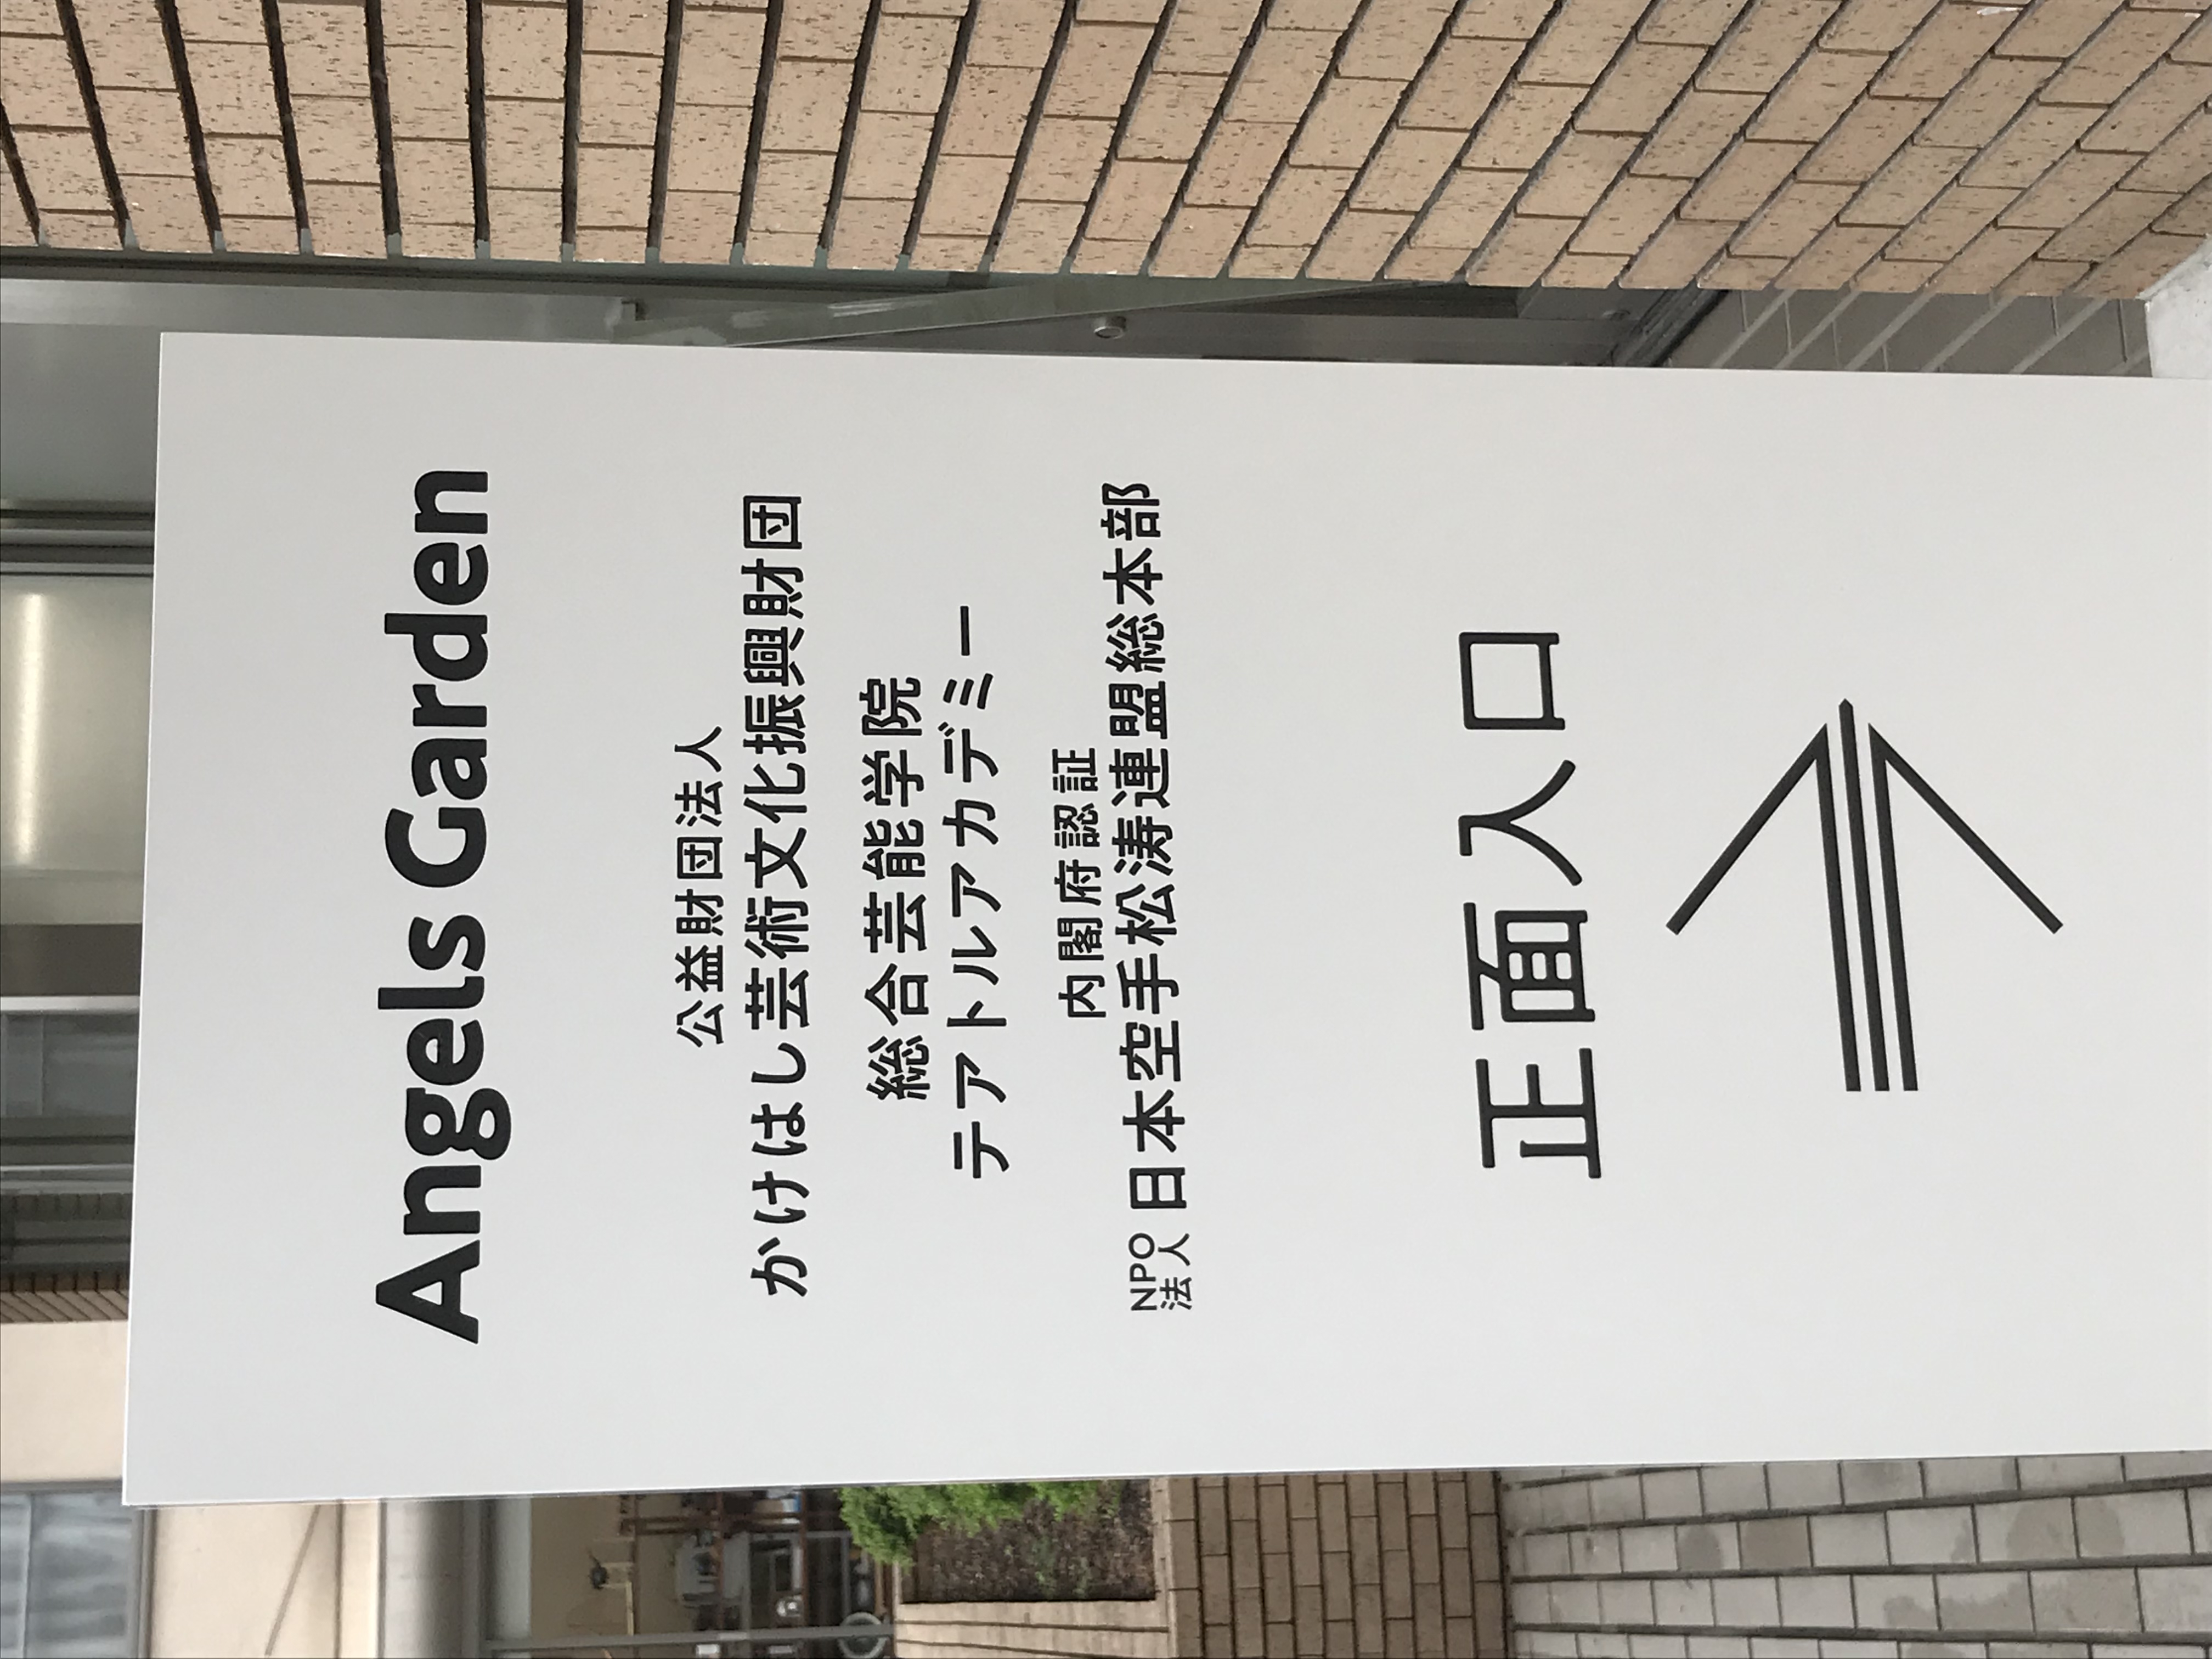 Angels Garden
公益財団法人
かけはし芸術文化振興財団
総合芸能学院
テアトルアカデミー
内閣府認証
NPO法人 日本空手松涛連盟総本部
正面入口